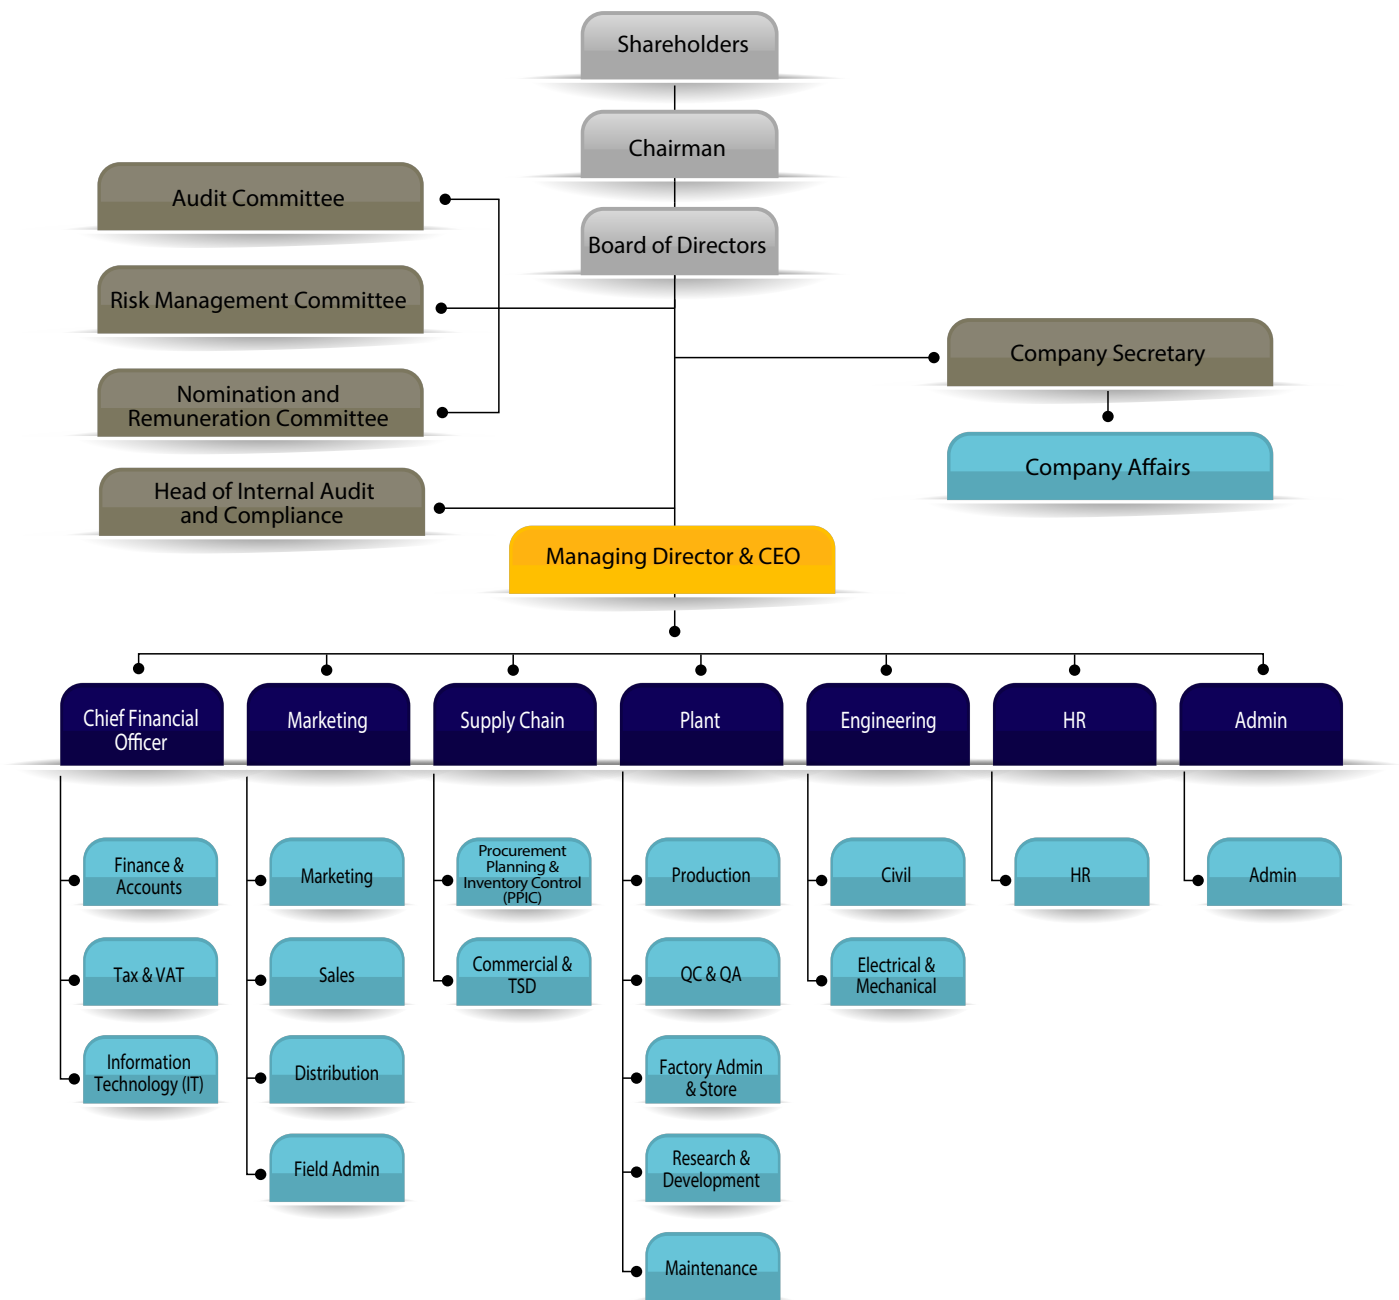 Shareholders
Chairman
Board of Directors
Audit Committee
Risk Management Committee
Nomination and
Remuneration Committee
Head of Internal Audit
and Compliance
Company Secretary
Company Affairs
Managing Director & CEO
Chief Financial
Officer
Marketing
Supply Chain
Plant
Engineering
HR
Admin
Finance &
Accounts
Tax & VAT
Information
Technology (IT)
Marketing
Sales
Distribution
Field Admin
Procurement
Planning &
Inventory Control
(PPIC)
Commercial &
TSD
Production
QC & QA
Factory Admin
& Store
Research &
Development
Maintenance
Civil
Electrical &
Mechanical
HR
Admin